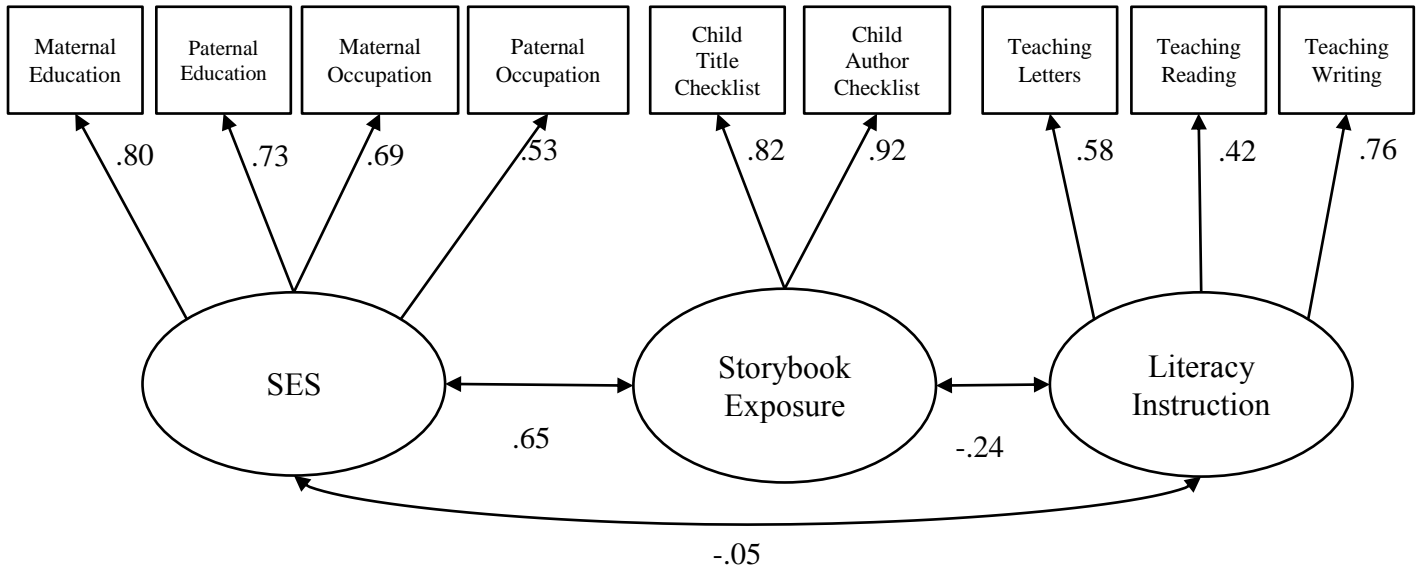 Maternal
Education
Paternal
Education
Maternal
Occupation
Paternal
Occupation
Child
Title
Checklist
Child
Author
Checklist
Teaching
Letters
Teaching
Reading
Teaching
Writing
.80
.73
.69
.53
.82
.92
.58
.42
.76
SES
Storybook
Exposure
Literacy
Instruction
.65
-.24
-.05